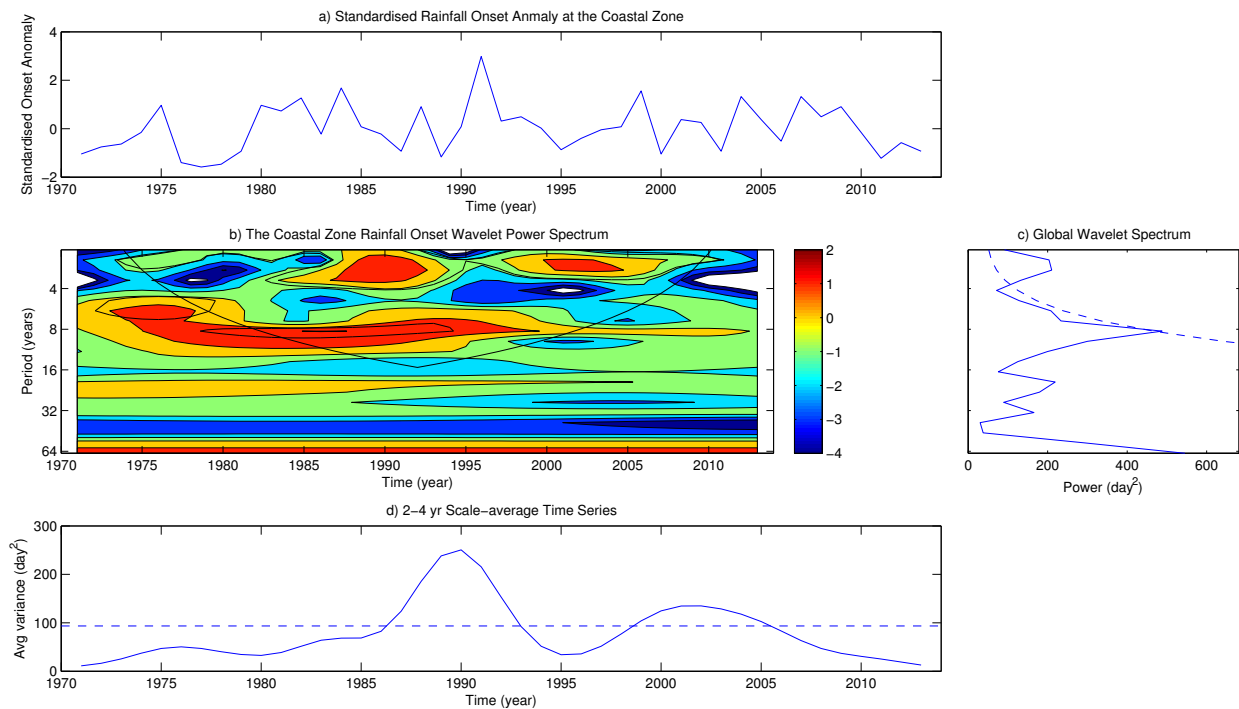 a) Standardised Rainfall Onset Anmaly at the Coastal Zone
Standardised Onset Anomaly
4
2
0
−2
1970 1975 1980 1985 1990 1995 2000 2005 2010
Time (year)
b) The Coastal Zone Rainfall Onset Wavelet Power Spectrum
Period (years)
4
8
16
32
64
1970 1975 1980 1985 1990 1995 2000 2005 2010
Time (year)
2
1
0
−1
−2
−3
−4
c) Global Wavelet Spectrum
0 200 400 600
Power (day²)
d) 2−4 yr Scale−average Time Series
Avg variance (day²)
300
200
100
0
1970 1975 1980 1985 1990 1995 2000 2005 2010
Time (year)